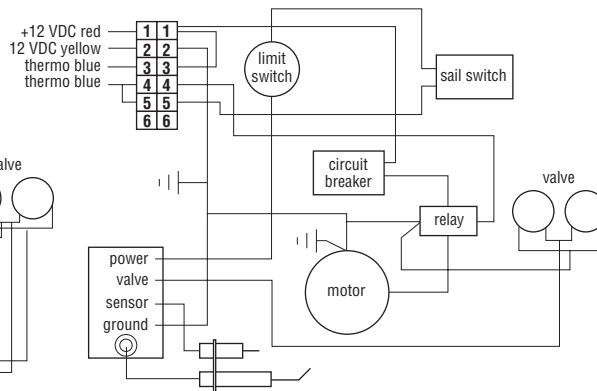 +12 VDC red
12 VDC yellow
thermo blue
thermo blue
1 1
2 2
3 3
4 4
5 5
6 6
limit
switch
sail switch
alve
circuit
breaker
valve
relay
power
valve
sensor
ground
motor